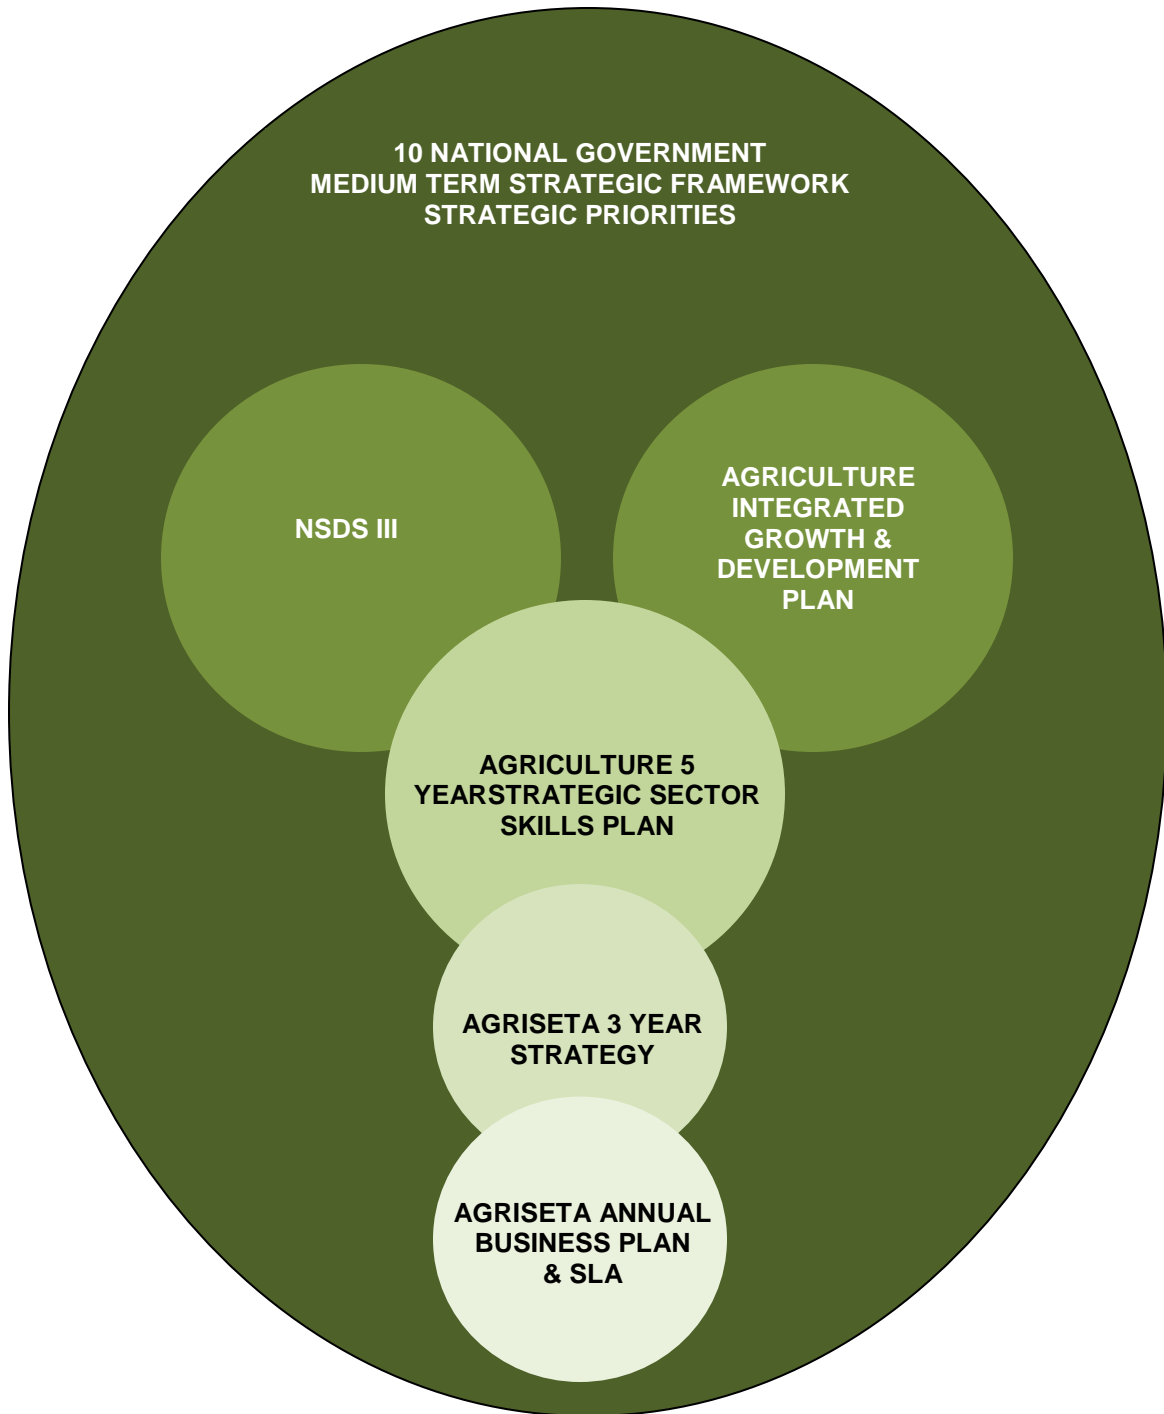 10 NATIONAL GOVERNMENT
MEDIUM TERM STRATEGIC FRAMEWORK
STRATEGIC PRIORITIES
NSDS III
AGRICULTURE
INTEGRATED
GROWTH &
DEVELOPMENT
PLAN
AGRICULTURE 5
YEARSTRATEGIC SECTOR
SKILLS PLAN
AGRISETA 3 YEAR
STRATEGY
AGRISETA ANNUAL
BUSINESS PLAN
& SLA